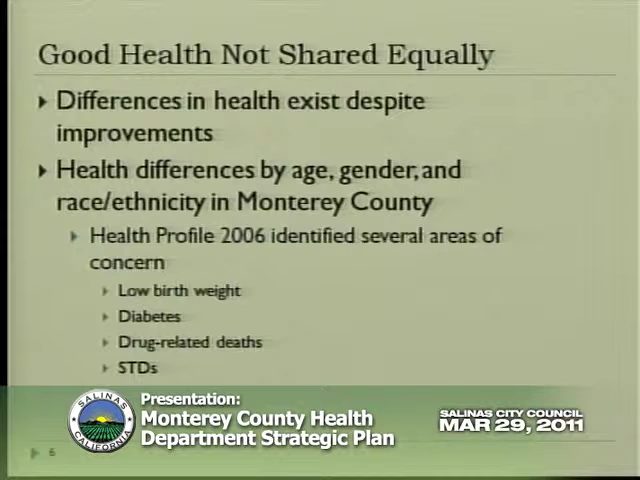 Good Health Not Shared Equally
Differences in health exist despite
improvements
Health differences by age, gender, and
race/ethnicity in Monterey County
Health Profile 2006 identified several areas of
concern
Low birth weight
Diabetes
Drug-related deaths
STDs
SALINAS
CALIFORNIA
Presentation:
Monterey County Health
Department Strategic Plan
SALINAS CITY COUNCIL
MAR 29, 2011
6